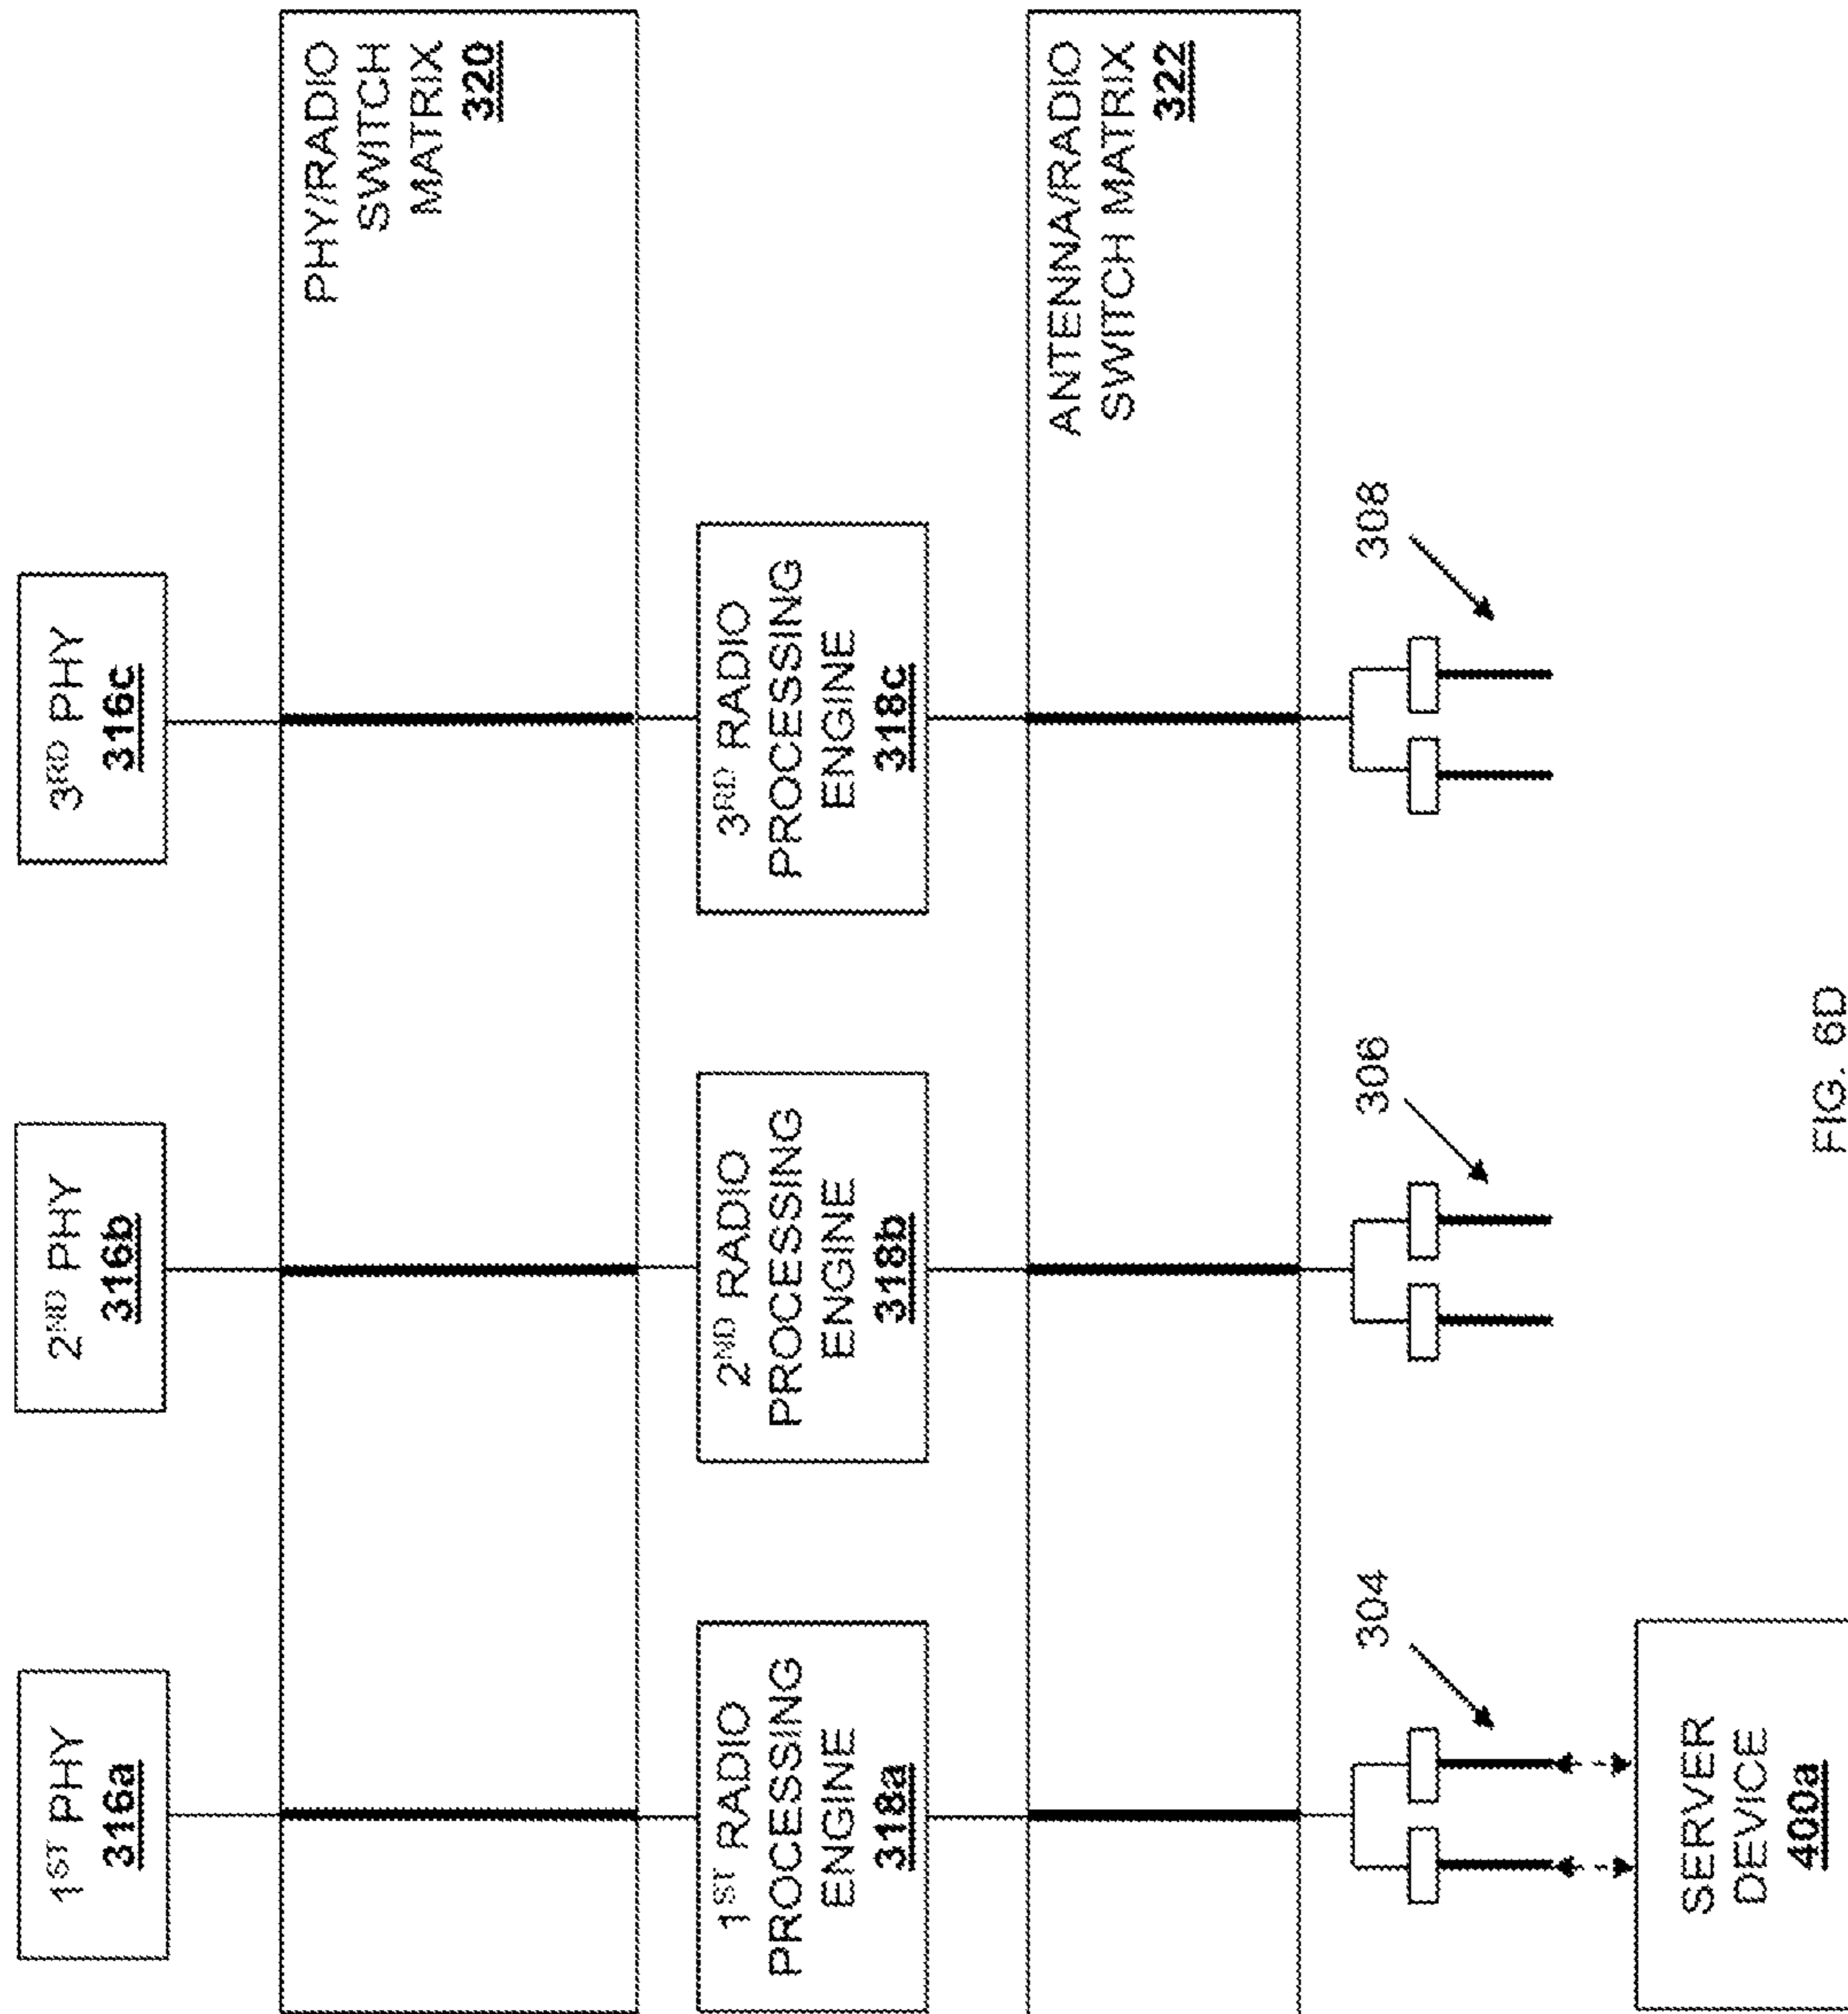 1ST PHY
316a
2ND PHY
316b
3RD PHY
316c
PHY/RADIO
SWITCH
MATRIX
320
1ST RADIO
PROCESSING
ENGINE
318a
2ND RADIO
PROCESSING
ENGINE
318b
3RD RADIO
PROCESSING
ENGINE
318c
ANTENNA/RADIO
SWITCH MATRIX
322
304
306
308
SERVER
DEVICE
400a
FIG. 6D